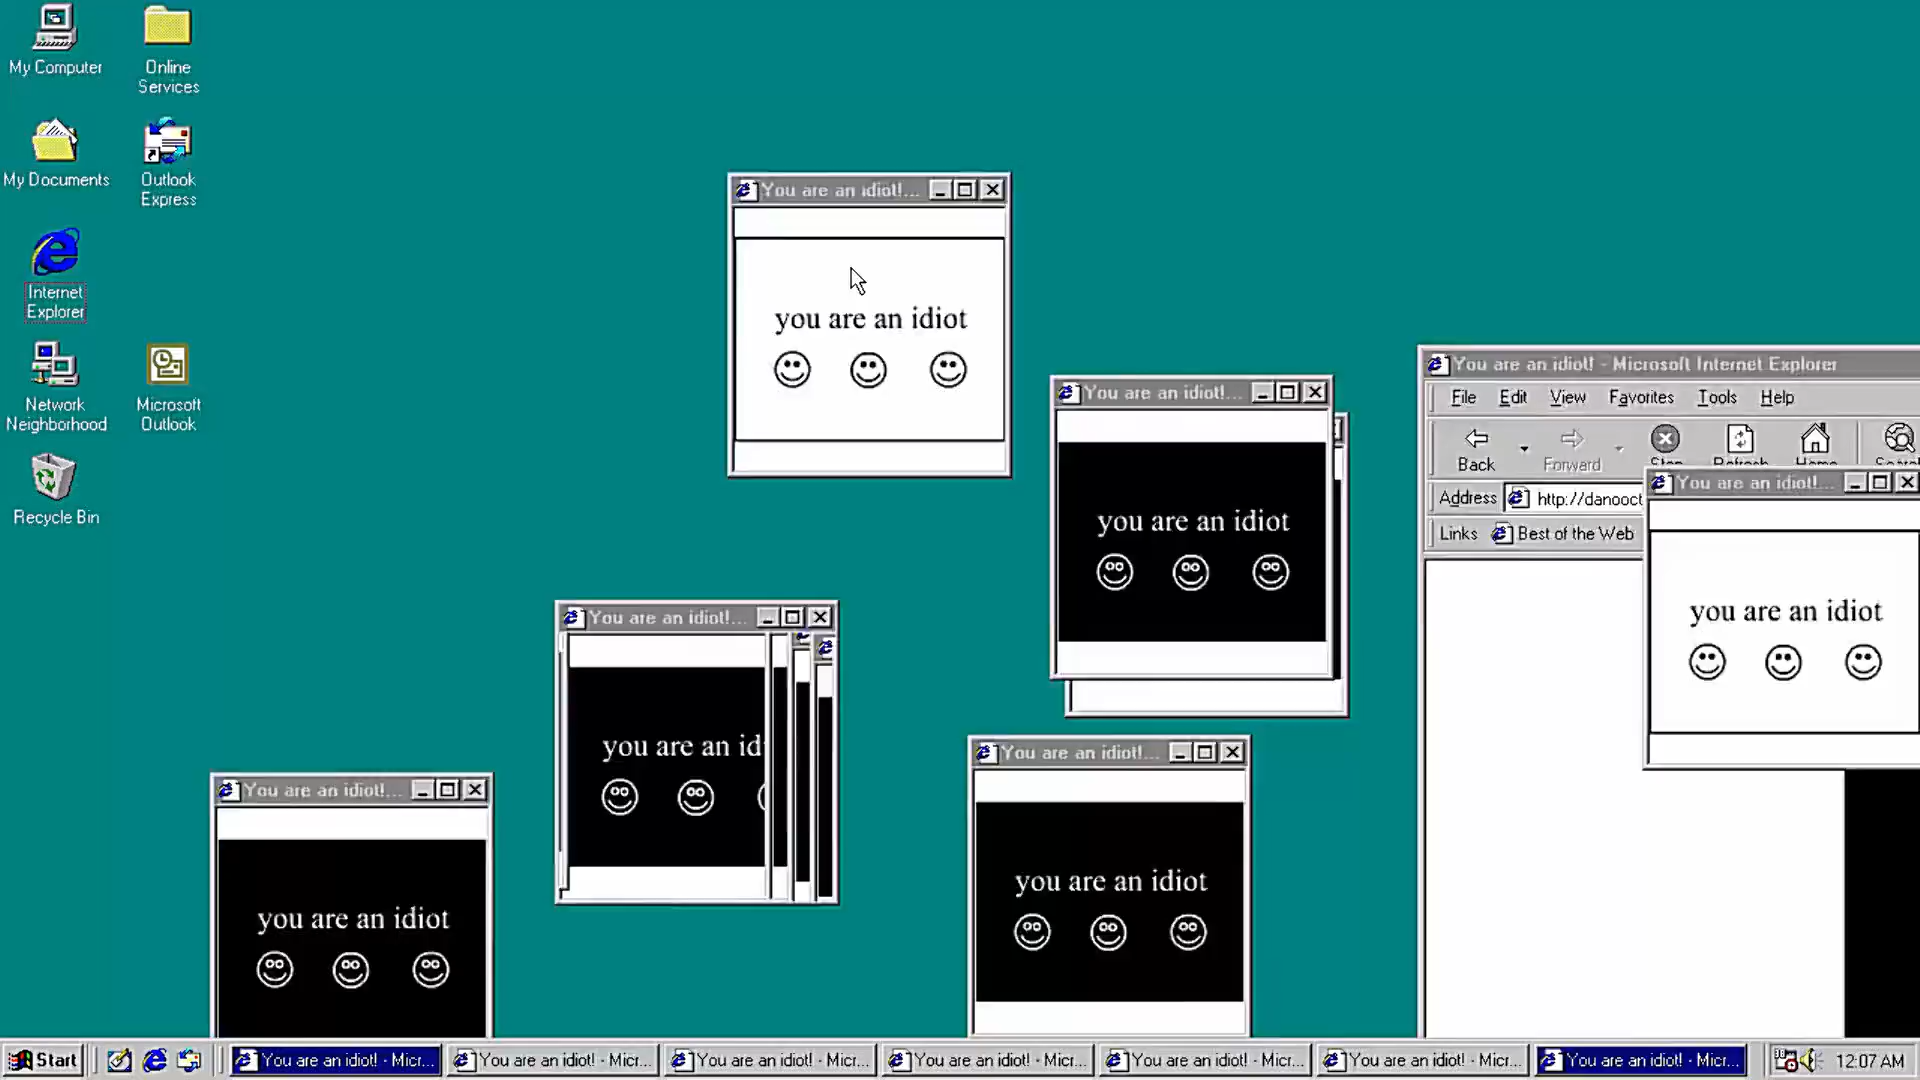 My Computer
Online
Services
My Documents
Outlook
Express
Internet
Explorer
Network
Neighborhood
Microsoft
Outlook
Recycle Bin
You are an idiot!...
you are an idiot
You are an idiot!...
you are an idiot
You are an idiot! - Microsoft Internet Explorer
File Edit View Favorites Tools Help
Back Forward Stop Refresh Home Search
Address http://danooct
Links Best of the Web
You are an idiot!...
you are an idiot
You are an idiot!...
you are an id
You are an idiot!...
you are an idiot
You are an idiot!...
you are an idiot
Start You are an idiot! - Micr... You are an idiot! - Micr... You are an idiot! - Micr... You are an idiot! - Micr... You are an idiot! - Micr... You are an idiot! - Micr... You are an idiot! - Micr... 12:07 AM